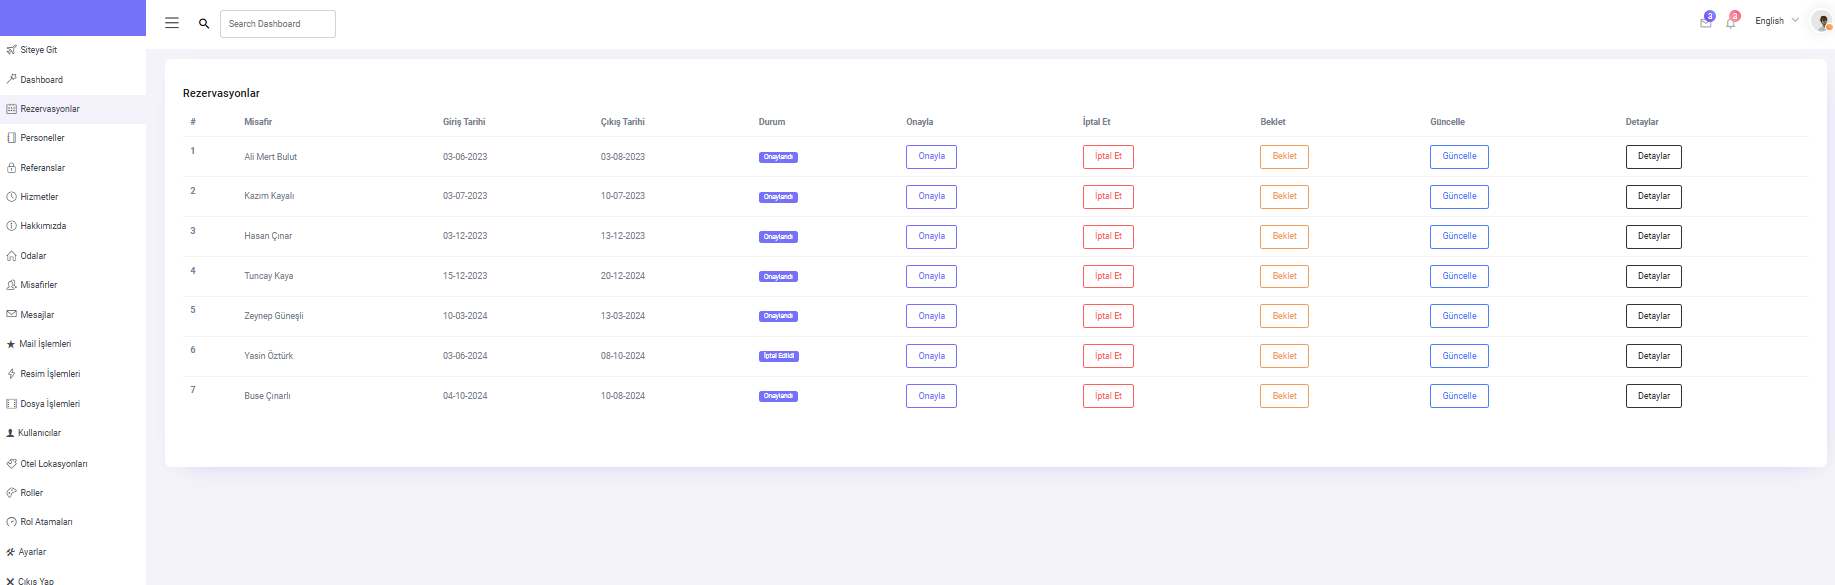 Search Dashboard
3
3
English
Siteye Git
Dashboard
Rezervasyonlar
Personeller
Referanslar
Hizmetler
Hakkımızda
Odalar
Misafirler
Mesajlar
Mail İşlemleri
Resim İşlemleri
Dosya İşlemleri
Kullanıcılar
Otel Lokasyonları
Roller
Rol Atamaları
Ayarlar
Çıkış Yap
Rezervasyonlar
# Misafir Giriş Tarihi Çıkış Tarihi Durum Onayla İptal Et Beklet Güncelle Detaylar
1 Ali Mert Bulut 03-06-2023 03-08-2023 Onaylandı Onayla İptal Et Beklet Güncelle Detaylar
2 Kazım Kayalı 03-07-2023 10-07-2023 Onaylandı Onayla İptal Et Beklet Güncelle Detaylar
3 Hasan Çınar 03-12-2023 13-12-2023 Onaylandı Onayla İptal Et Beklet Güncelle Detaylar
4 Tuncay Kaya 15-12-2023 20-12-2024 Onaylandı Onayla İptal Et Beklet Güncelle Detaylar
5 Zeynep Güneşli 10-03-2024 13-03-2024 Onaylandı Onayla İptal Et Beklet Güncelle Detaylar
6 Yasin Öztürk 03-06-2024 08-10-2024 İptal Edildi Onayla İptal Et Beklet Güncelle Detaylar
7 Buse Çınarlı 04-10-2024 10-08-2024 Onaylandı Onayla İptal Et Beklet Güncelle Detaylar